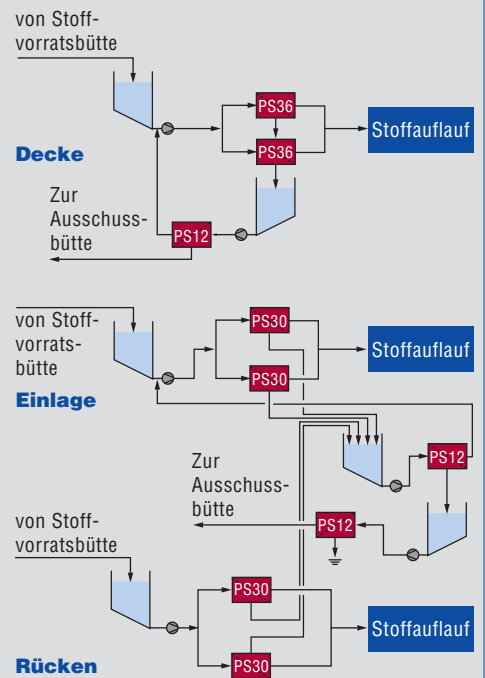 von Stoff-
vorratsbütte
PS36
PS36
Stoffauflauf
Decke
Zur
Ausschuss-
bütte
PS12
von Stoff-
vorrats-
bütte
PS30
PS30
Stoffauflauf
Einlage
Zur
Ausschuss-
bütte
PS12
PS12
von Stoff-
vorratsbütte
PS30
PS30
Stoffauflauf
Rücken